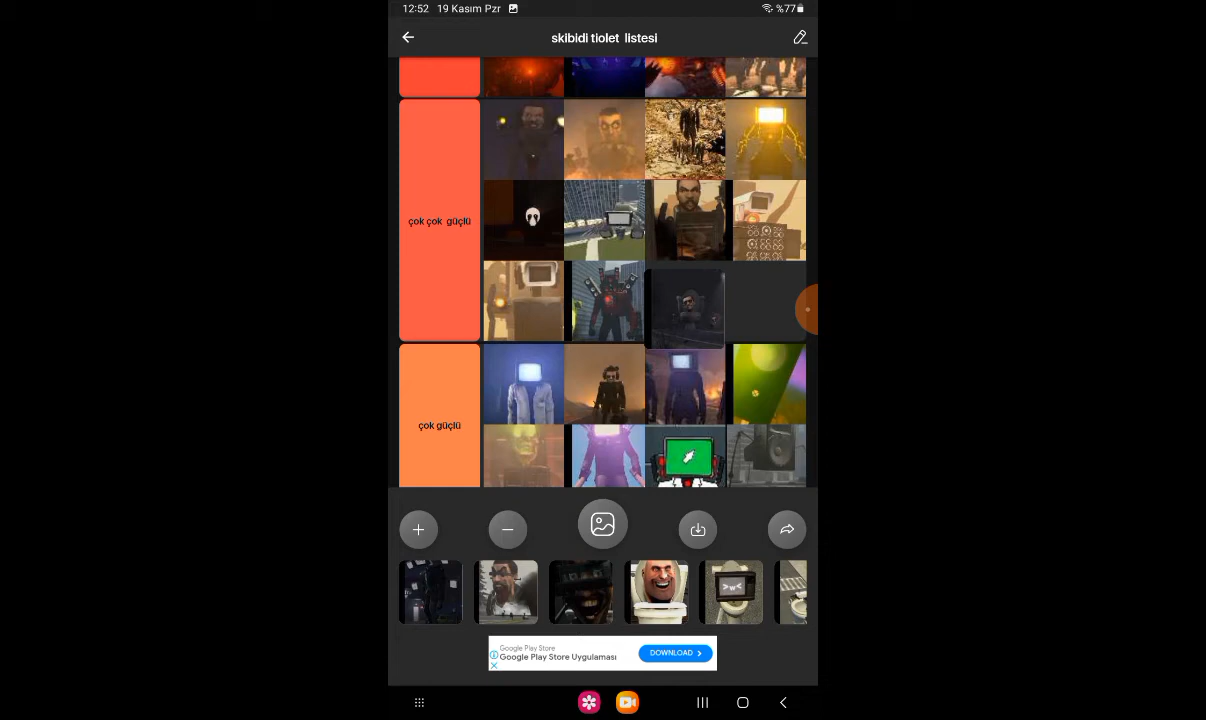 12:52 19 Kasım Pzr %77
skibidi tiolet listesi
çok çok güçlü
çok güçlü
>w<
Google Play Store
Google Play Store Uygulaması
DOWNLOAD